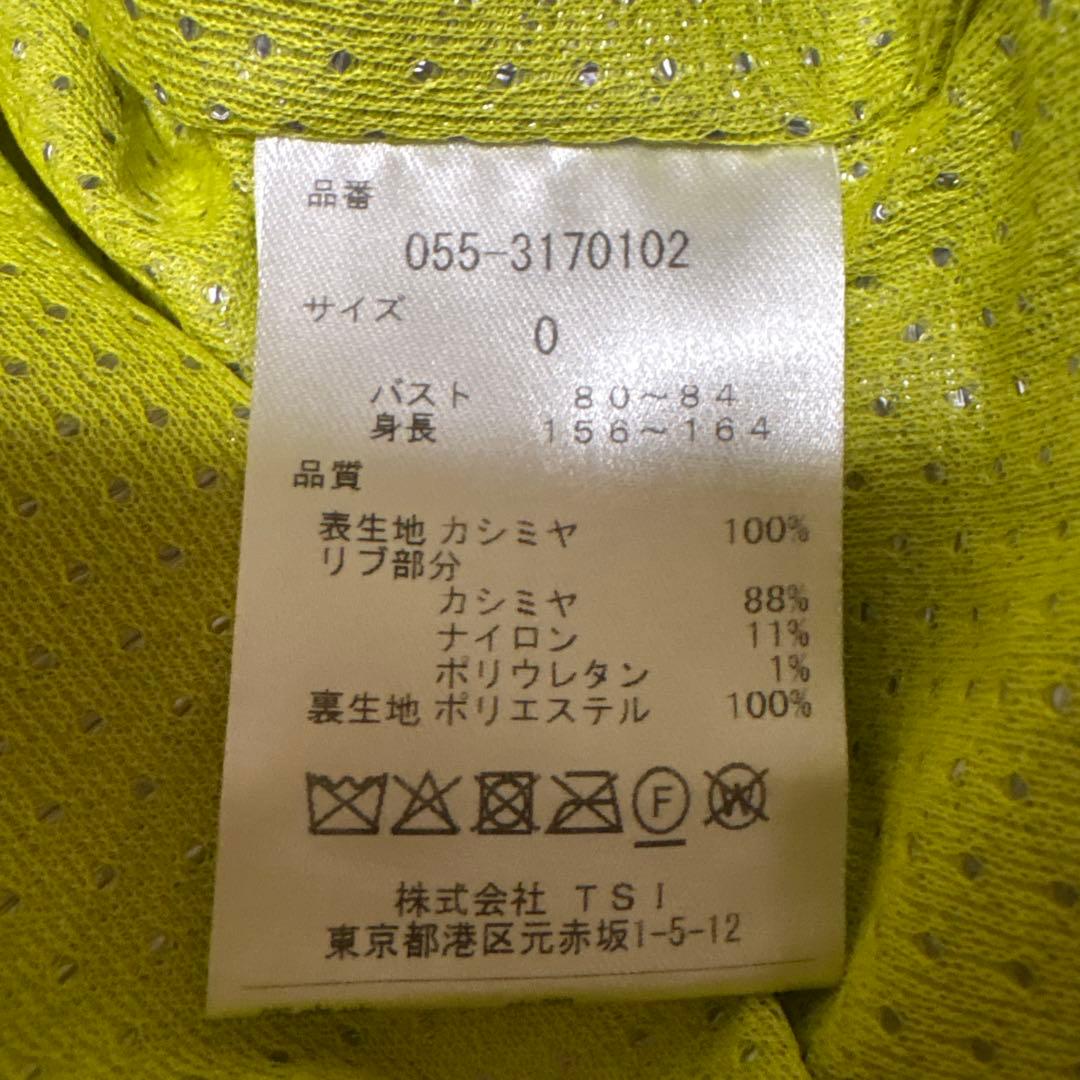 品番
055-3170102
サイズ
0
バスト 80～84
身長 156～164
品質
表生地 カシミヤ 100%
リブ部分
カシミヤ 88%
ナイロン 11%
ポリウレタン 1%
裏生地 ポリエステル 100%
F W
株式会社 TSI
東京都港区元赤坂1-5-12